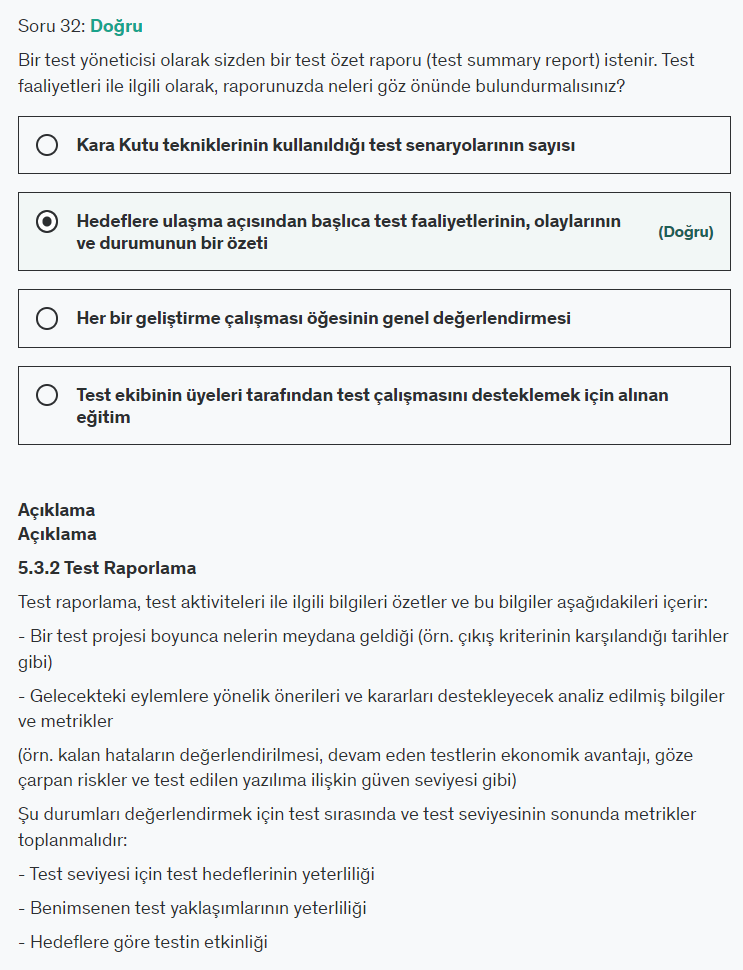 Soru 32: Doğru
Bir test yöneticisi olarak sizden bir test özet raporu (test summary report) istenir. Test
faaliyetleri ile ilgili olarak, raporunuzda neleri göz önünde bulundurmalısınız?
Kara Kutu tekniklerinin kullanıldığı test senaryolarının sayısı
Hedeflere ulaşma açısından başlıca test faaliyetlerinin, olaylarının
ve durumunun bir özeti
(Doğru)
Her bir geliştirme çalışması öğesinin genel değerlendirmesi
Test ekibinin üyeleri tarafından test çalışmasını desteklemek için alınan
eğitim
Açıklama
Açıklama
5.3.2 Test Raporlama
Test raporlama, test aktiviteleri ile ilgili bilgileri özetler ve bu bilgiler aşağıdakileri içerir:
- Bir test projesi boyunca nelerin meydana geldiği (örn. çıkış kriterinin karşılandığı tarihler
gibi)
- Gelecekteki eylemlere yönelik önerileri ve kararları destekleyecek analiz edilmiş bilgiler
ve metrikler
(örn. kalan hataların değerlendirilmesi, devam eden testlerin ekonomik avantajı, göze
çarpan riskler ve test edilen yazılıma ilişkin güven seviyesi gibi)
Şu durumları değerlendirmek için test sırasında ve test seviyesinin sonunda metrikler
toplanmalıdır:
- Test seviyesi için test hedeflerinin yeterliliği
- Benimsenen test yaklaşımlarının yeterliliği
- Hedeflere göre testin etkinliği